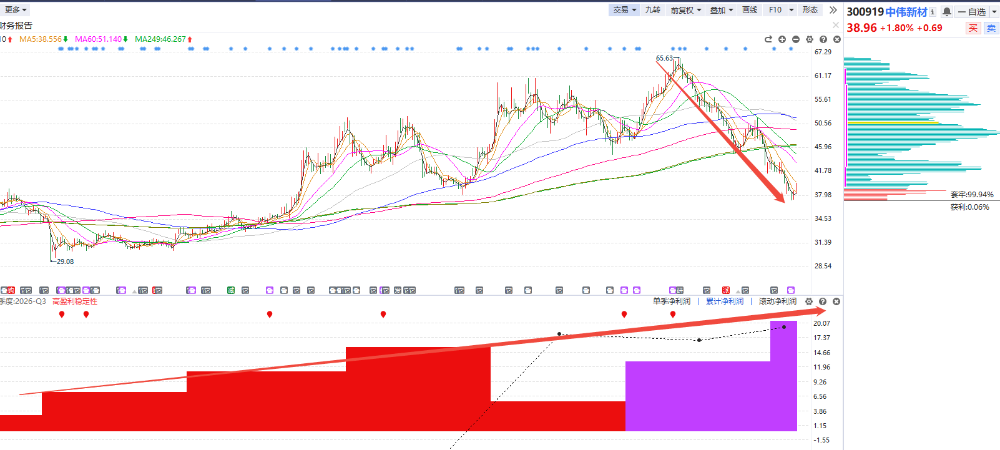 更多
交易 九转 前复权 叠加 画线 F10 形态
300919 中伟新材
自选
38.96 +1.80% +0.69
买 卖
财务报告
10 MA5:38.556 MA60:51.140 MA249:46.267
67.29
65.63
61.17
55.61
50.56
45.96
41.78
37.98
34.53
31.39
29.08
28.54
套牢:99.94%
获利:0.06%
季度:2026-Q3 高盈利稳定性
单季净利润 | 累计净利润 | 滚动净利润
20.07
17.37
14.66
11.96
9.26
6.56
3.86
1.15
-1.55